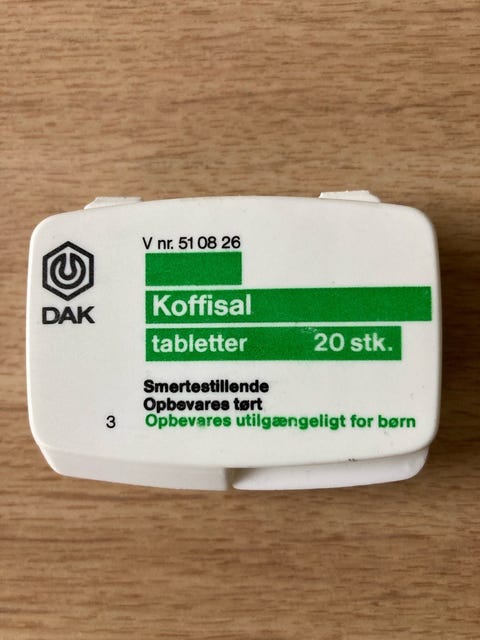 V nr. 51 08 26
DAK
Koffisal
tabletter 20 stk.
Smertestillende
Opbevares tørt
3 Opbevares utilgængeligt for børn